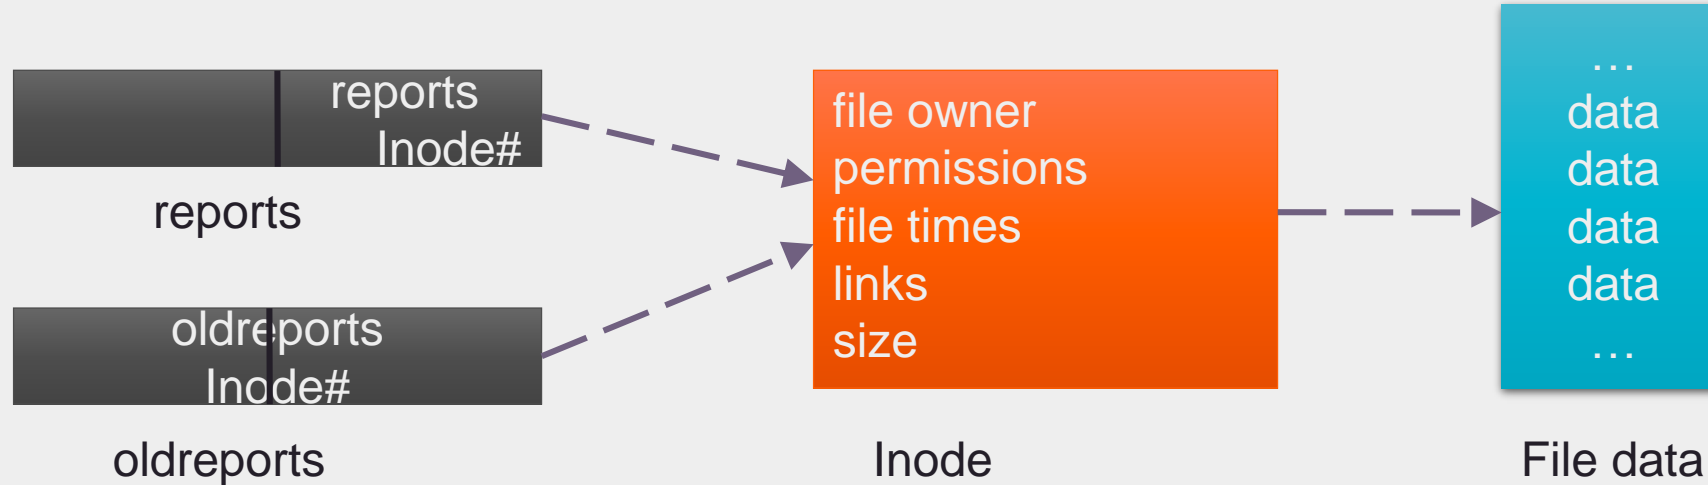 reports
Inode#
reports
oldreports
Inode#
oldreports
file owner
permissions
file times
links
size
Inode
…
data
data
data
data
…
File data